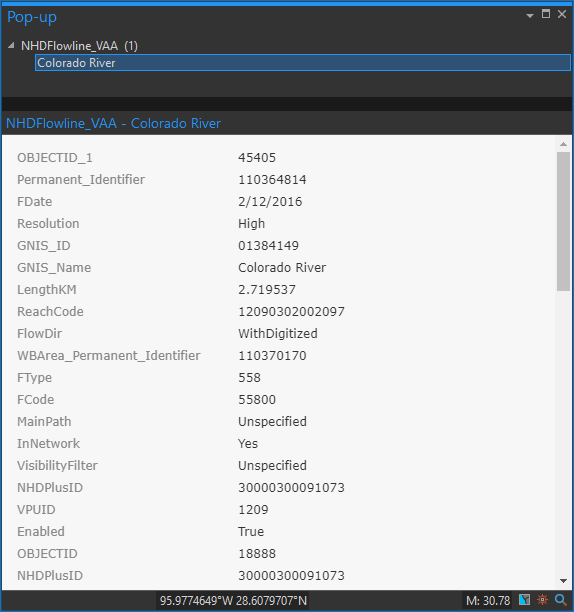 Pop-up
NHDFlowline_VAA (1)
Colorado River
NHDFlowline_VAA - Colorado River
OBJECTID_1 45405
Permanent_Identifier 110364814
FDate 2/12/2016
Resolution High
GNIS_ID 01384149
GNIS_Name Colorado River
LengthKM 2.719537
ReachCode 12090302002097
FlowDir WithDigitized
WBArea_Permanent_Identifier 110370170
FType 558
FCode 55800
MainPath Unspecified
InNetwork Yes
VisibilityFilter Unspecified
NHDPlusID 30000300091073
VPUID 1209
Enabled True
OBJECTID 18888
NHDPlusID 30000300091073
95.9774649°W 28.6079707°N M: 30.78